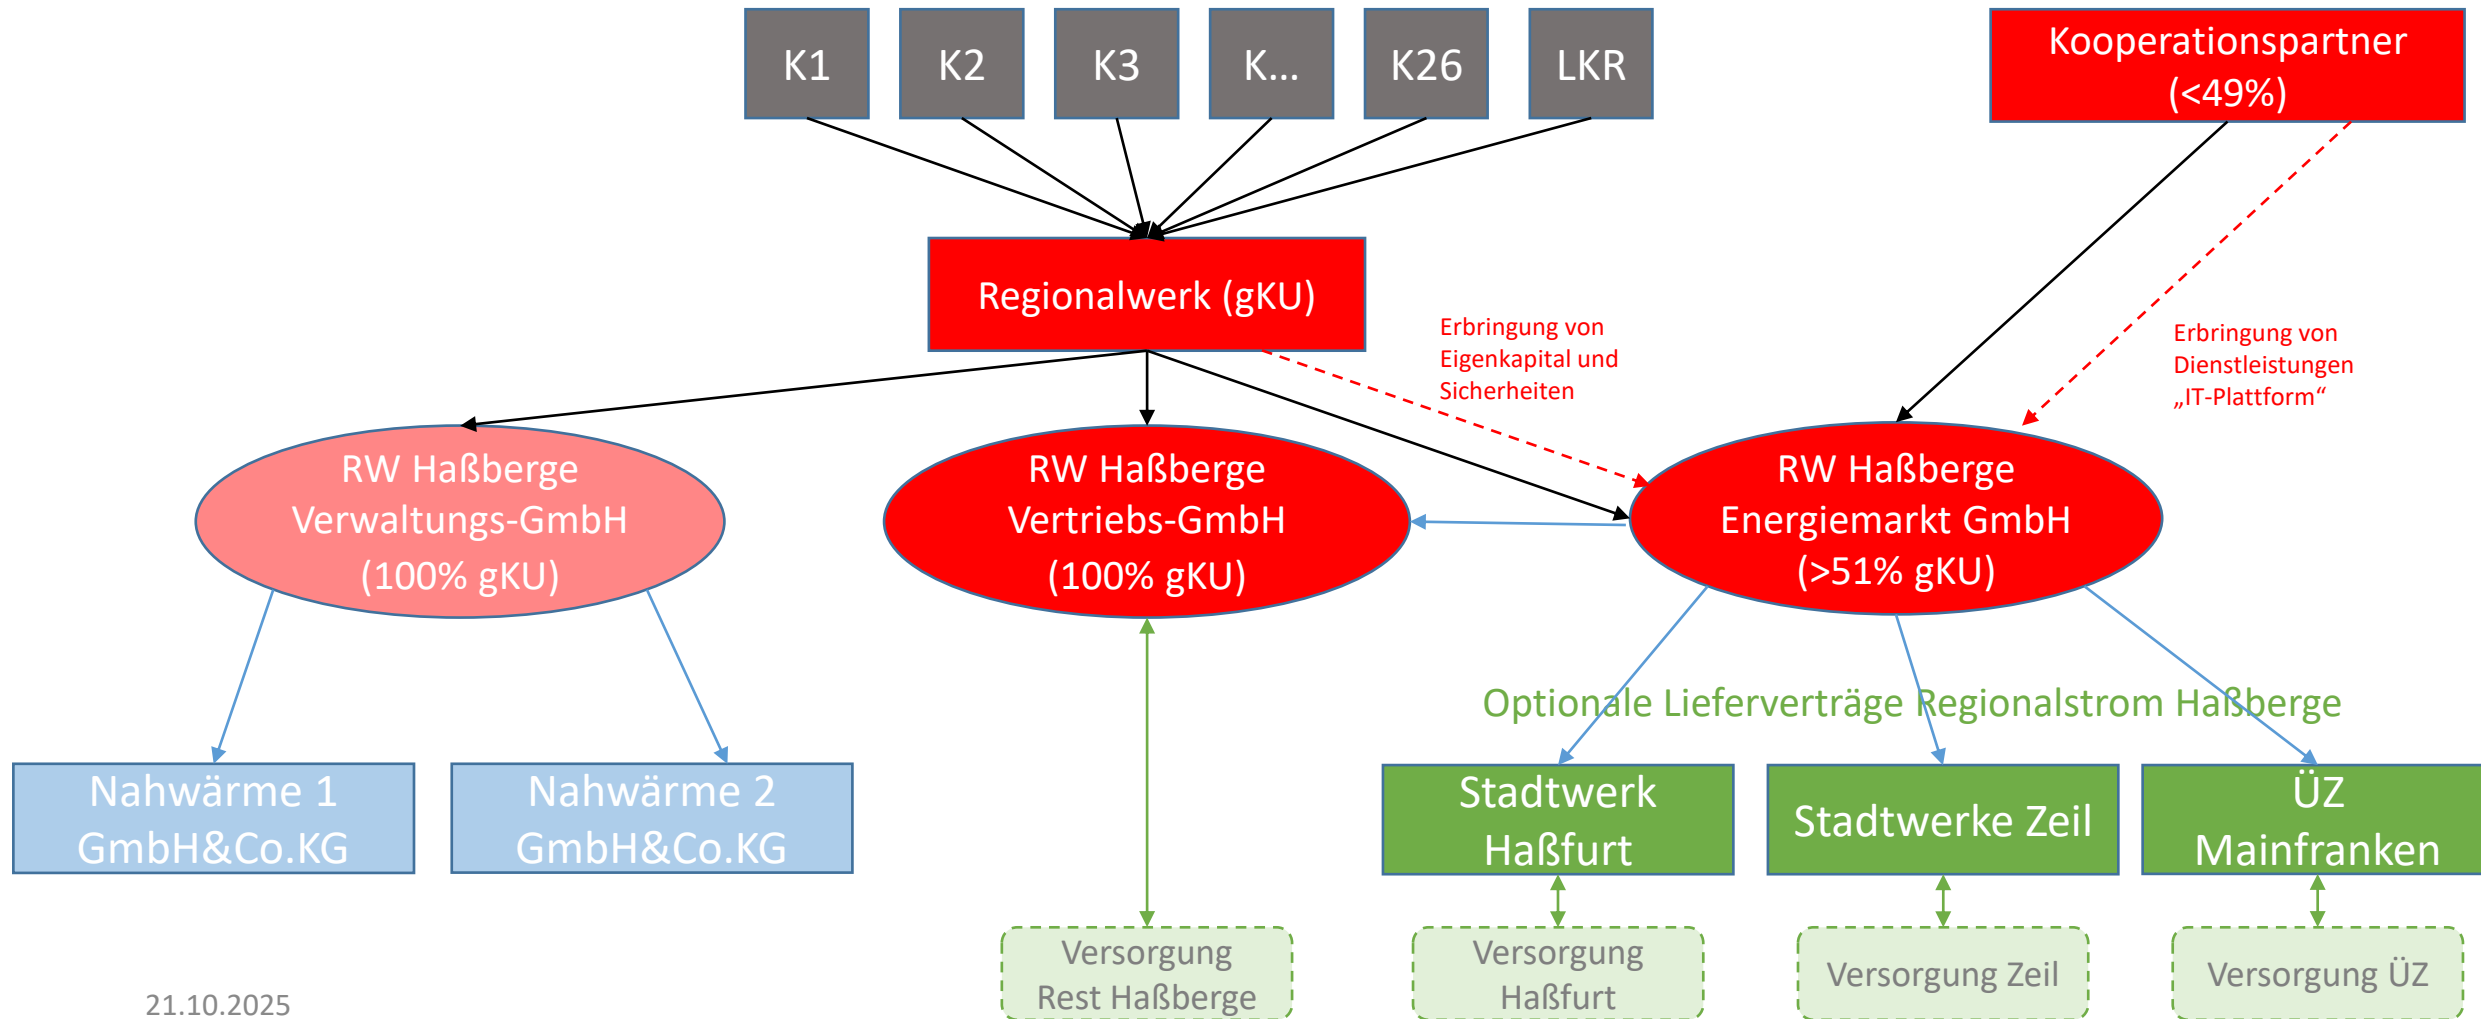 K1
K2
K3
K...
K26
LKR
Kooperationspartner
(<49%)
Regionalwerk (gKU)
Erbringung von
Eigenkapital und
Sicherheiten
Erbringung von
Dienstleistungen
„IT-Plattform“
RW Haßberge
Verwaltungs-GmbH
(100% gKU)
RW Haßberge
Vertriebs-GmbH
(100% gKU)
RW Haßberge
Energiemarkt GmbH
(>51% gKU)
Optionale Lieferverträge Regionalstrom Haßberge
Nahwärme 1
GmbH&Co.KG
Nahwärme 2
GmbH&Co.KG
Stadtwerk
Haßfurt
Stadtwerke Zeil
ÜZ
Mainfranken
Versorgung
Rest Haßberge
Versorgung
Haßfurt
Versorgung Zeil
Versorgung ÜZ
21.10.2025